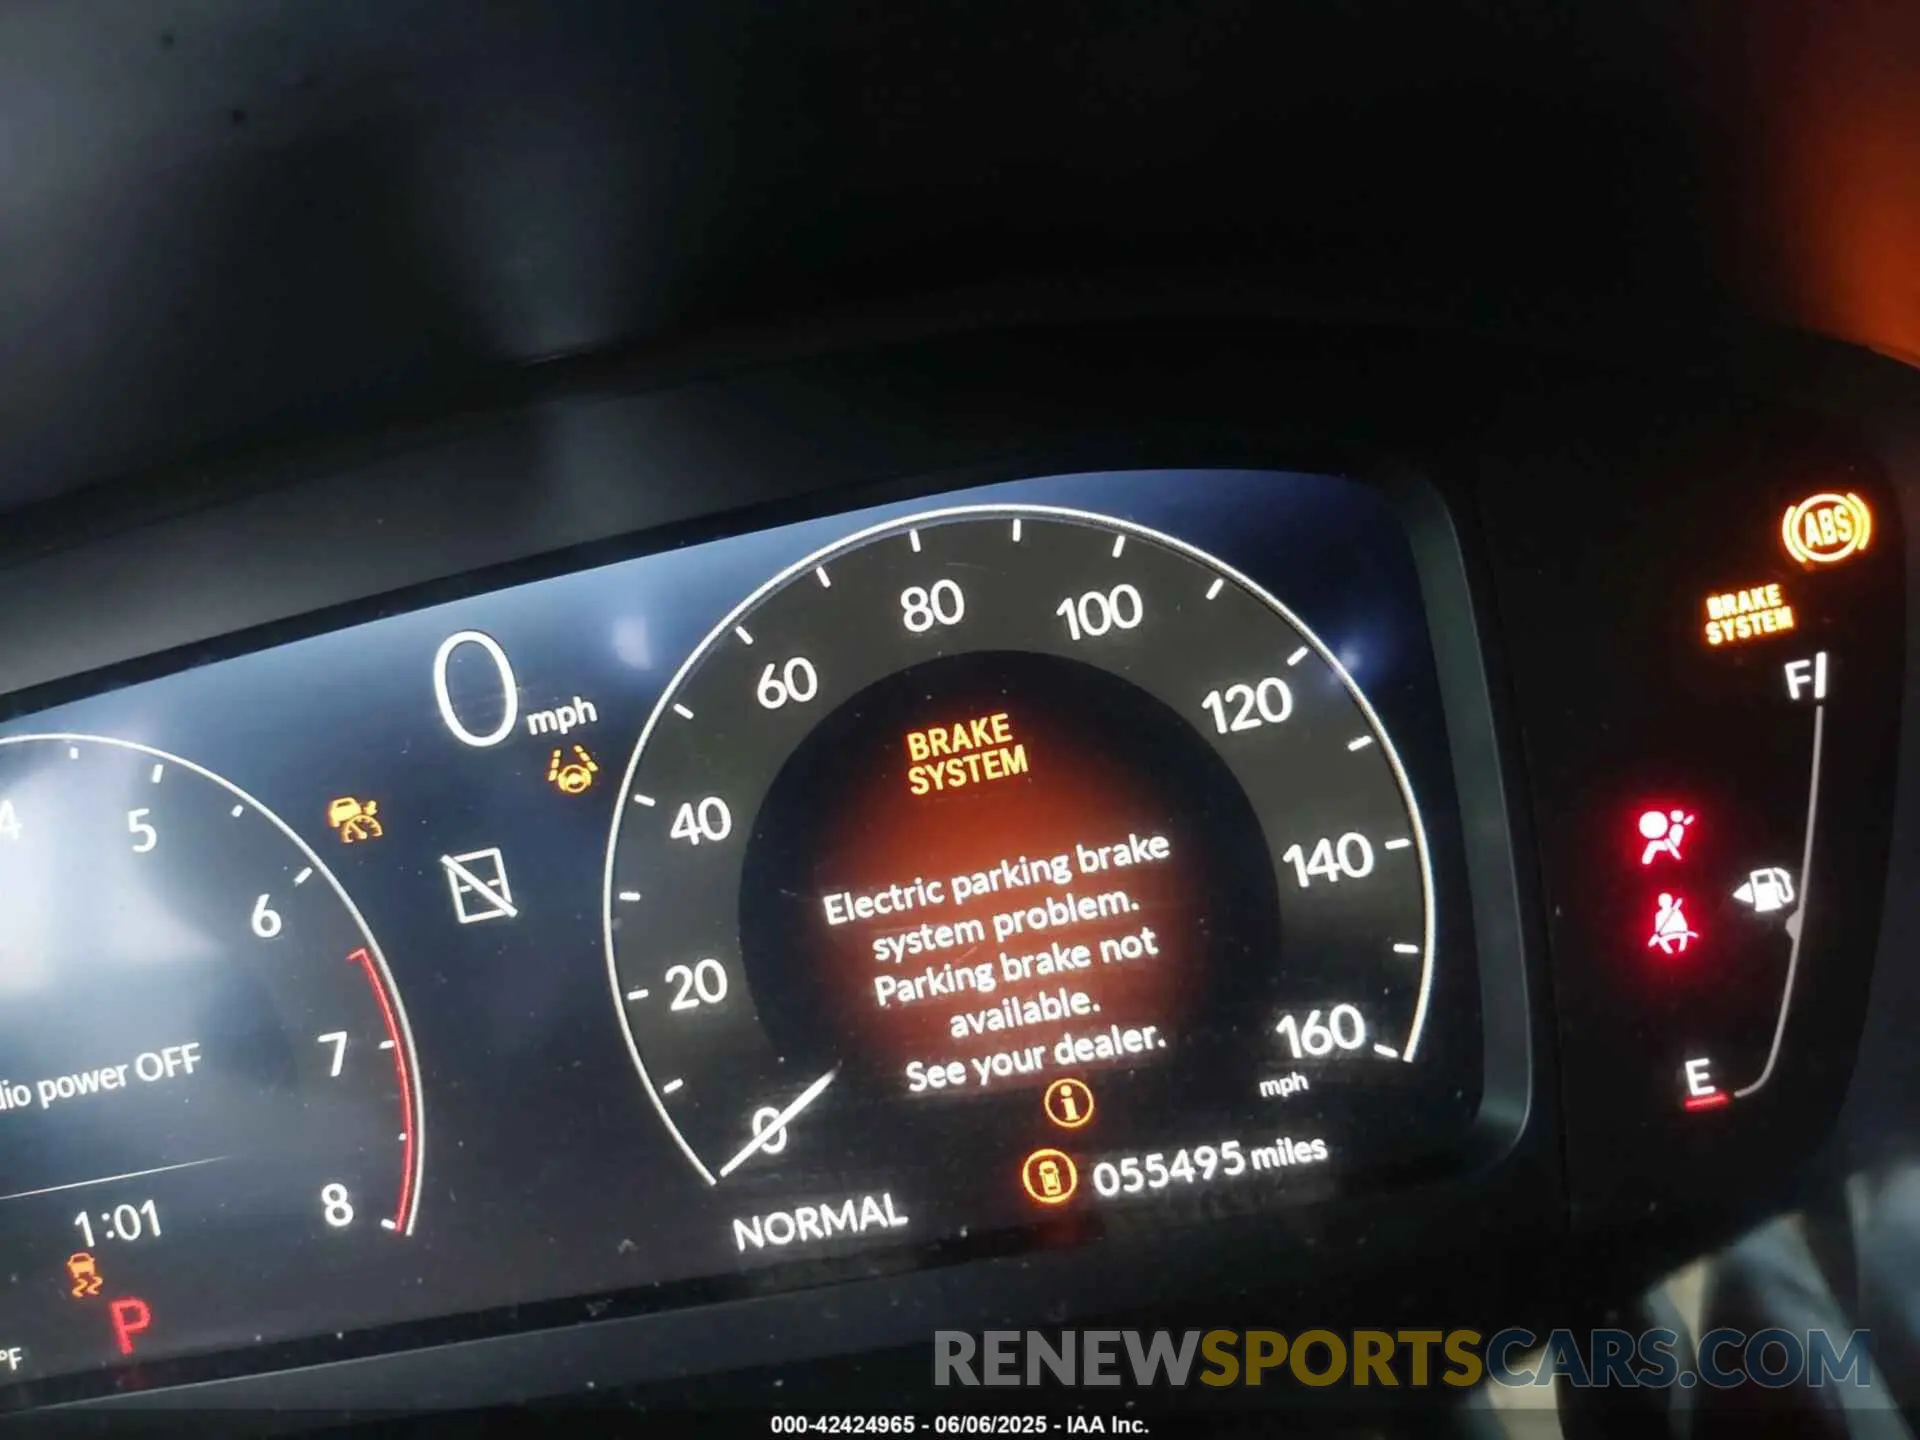 ABS
BRAKE
SYSTEM
F
0 mph
80
100
60
120
BRAKE
SYSTEM
4
5
40
140
6
Electric parking brake
system problem.
Parking brake not
available.
See your dealer.
20
160
mph
7
power OFF
E
0
8
055495 miles
1:01
NORMAL
P
°F
RENEWSPORTSCARS.COM
000-42424965 - 06/06/2025 - IAA Inc.